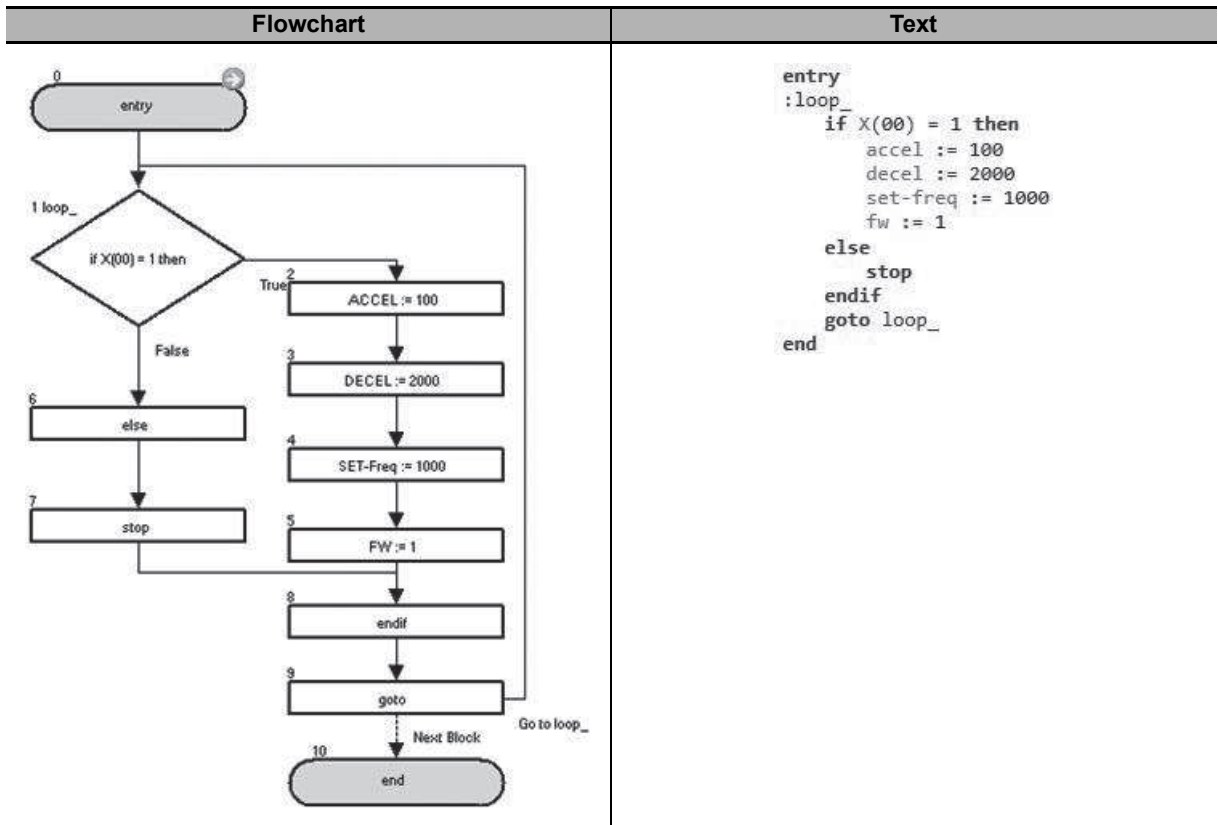 Flowchart
Text
0
entry
1 loop_
if X(00) = 1 then
True
False
2
ACCEL := 100
3
DECEL := 2000
4
SET-Freq := 1000
5
FW := 1
6
else
7
stop
8
endif
9
goto
Go to loop_
Next Block
10
end
entry
:loop_
if X(00) = 1 then
accel := 100
decel := 2000
set-freq := 1000
fw := 1
else
stop
endif
goto loop_
end